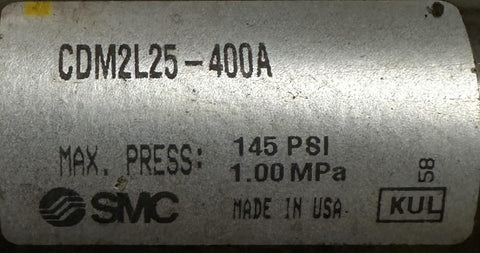 CDM2L25-400A
MAX. PRESS: 145 PSI
1.00 MPa
SMC MADE IN USA KUL
58